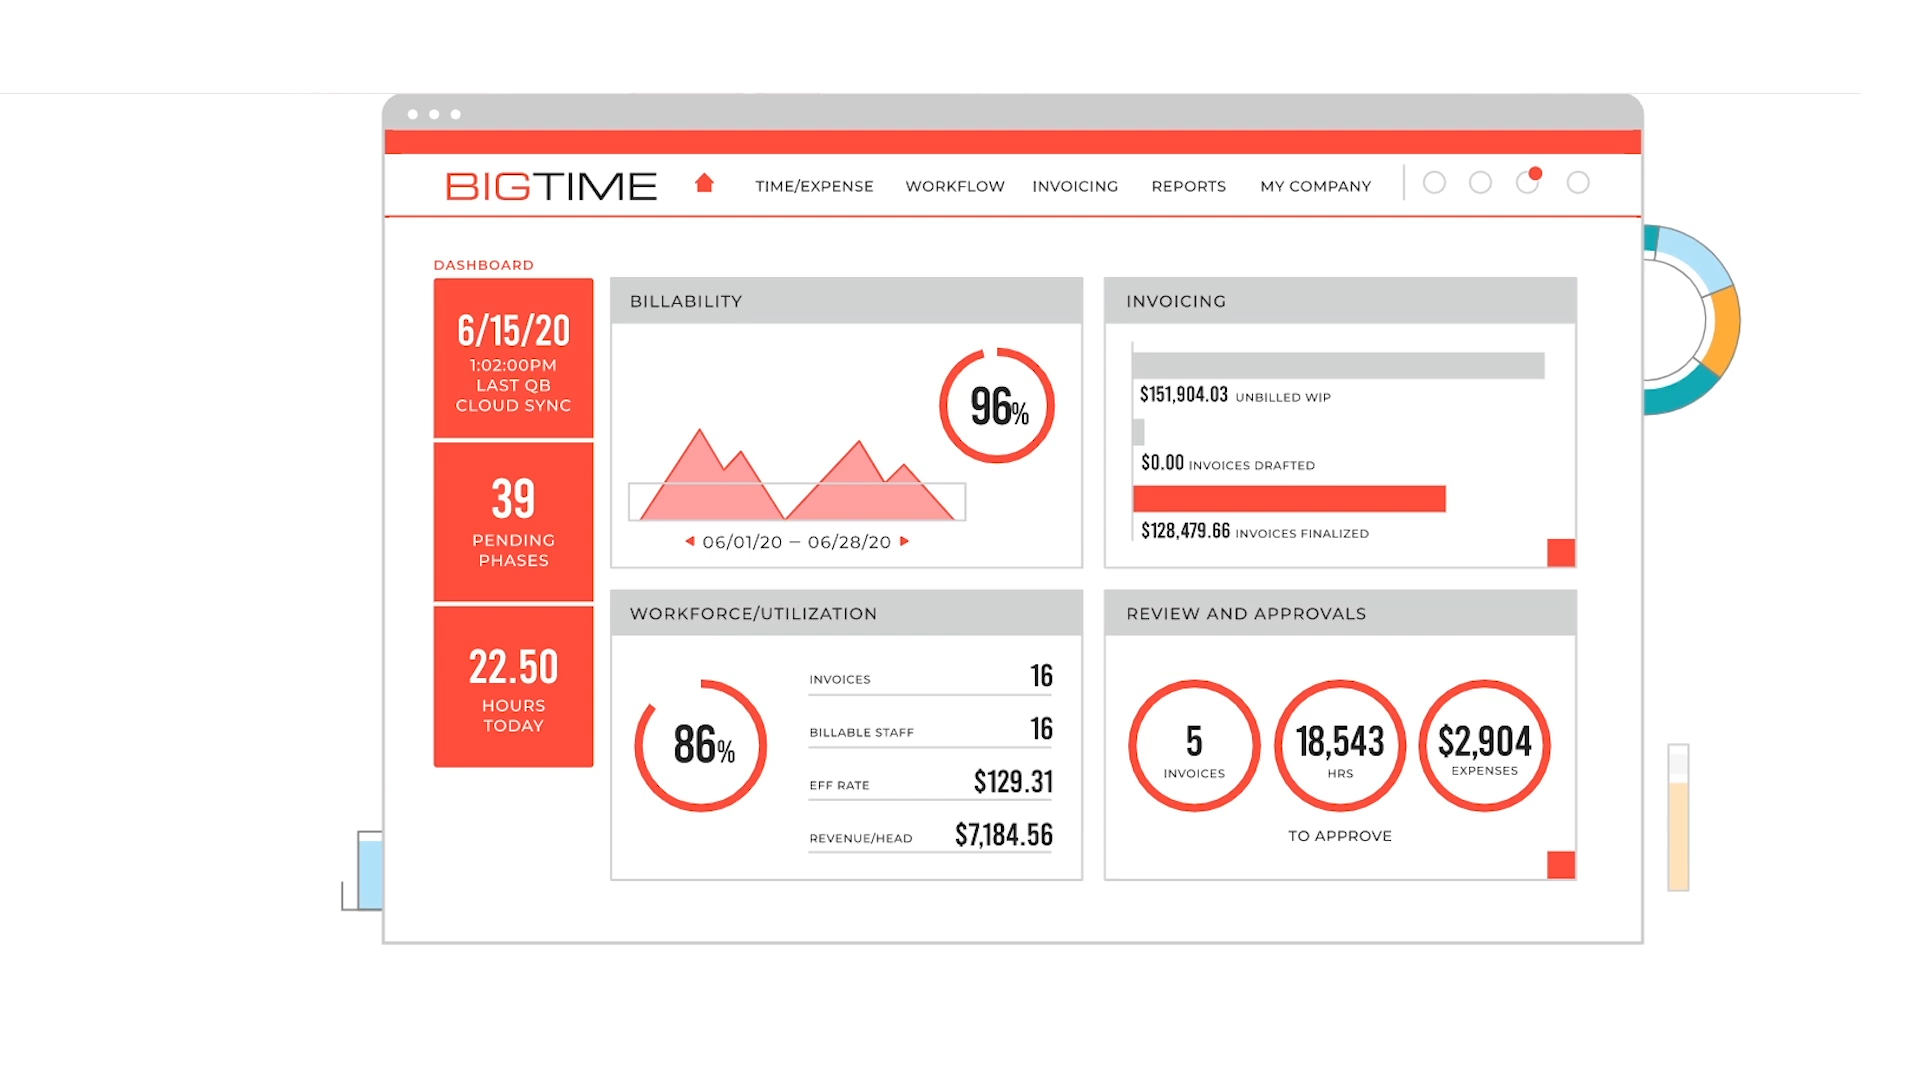 BIGTIME
TIME/EXPENSE WORKFLOW INVOICING REPORTS MY COMPANY
DASHBOARD
6/15/20
1:02:00PM
LAST QB
CLOUD SYNC
39
PENDING
PHASES
22.50
HOURS
TODAY
BILLABILITY
96%
06/01/20 – 06/28/20
INVOICING
$151,904.03 UNBILLED WIP
$0.00 INVOICES DRAFTED
$128,479.66 INVOICES FINALIZED
WORKFORCE/UTILIZATION
86%
INVOICES 16
BILLABLE STAFF 16
EFF RATE $129.31
REVENUE/HEAD $7,184.56
REVIEW AND APPROVALS
5
INVOICES
18,543
HRS
$2,904
EXPENSES
TO APPROVE